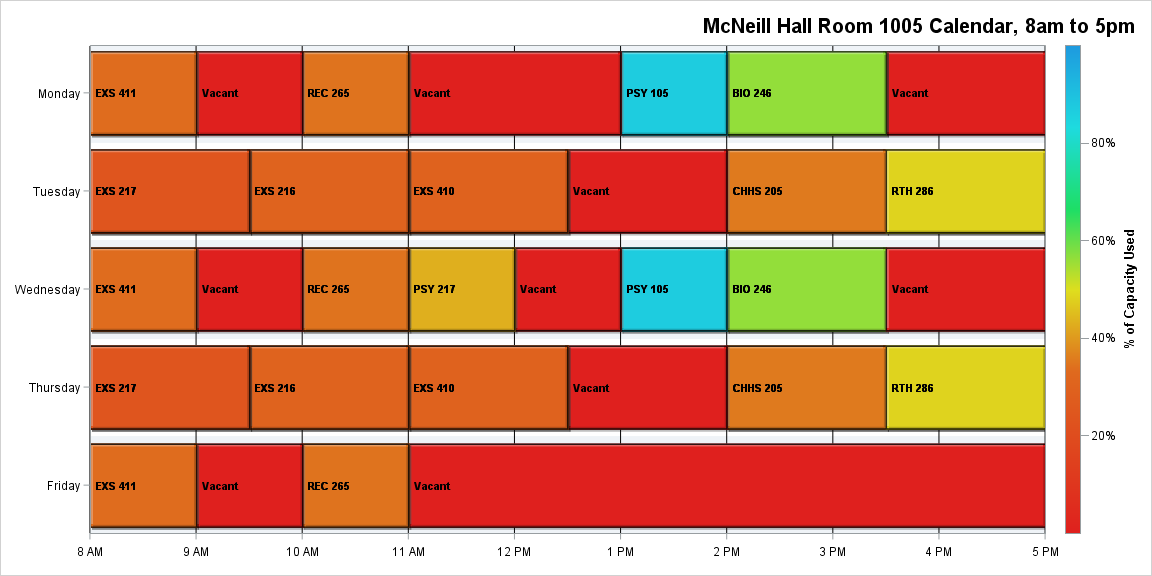 McNeill Hall Room 1005 Calendar, 8am to 5pm
Monday
EXS 411
Vacant
REC 265
Vacant
PSY 105
BIO 246
Vacant
Tuesday
EXS 217
EXS 216
EXS 410
Vacant
CHHS 205
RTH 286
Wednesday
EXS 411
Vacant
REC 265
PSY 217
Vacant
PSY 105
BIO 246
Vacant
Thursday
EXS 217
EXS 216
EXS 410
Vacant
CHHS 205
RTH 286
Friday
EXS 411
Vacant
REC 265
Vacant
8 AM
9 AM
10 AM
11 AM
12 PM
1 PM
2 PM
3 PM
4 PM
5 PM
80%
60%
40%
20%
% of Capacity Used